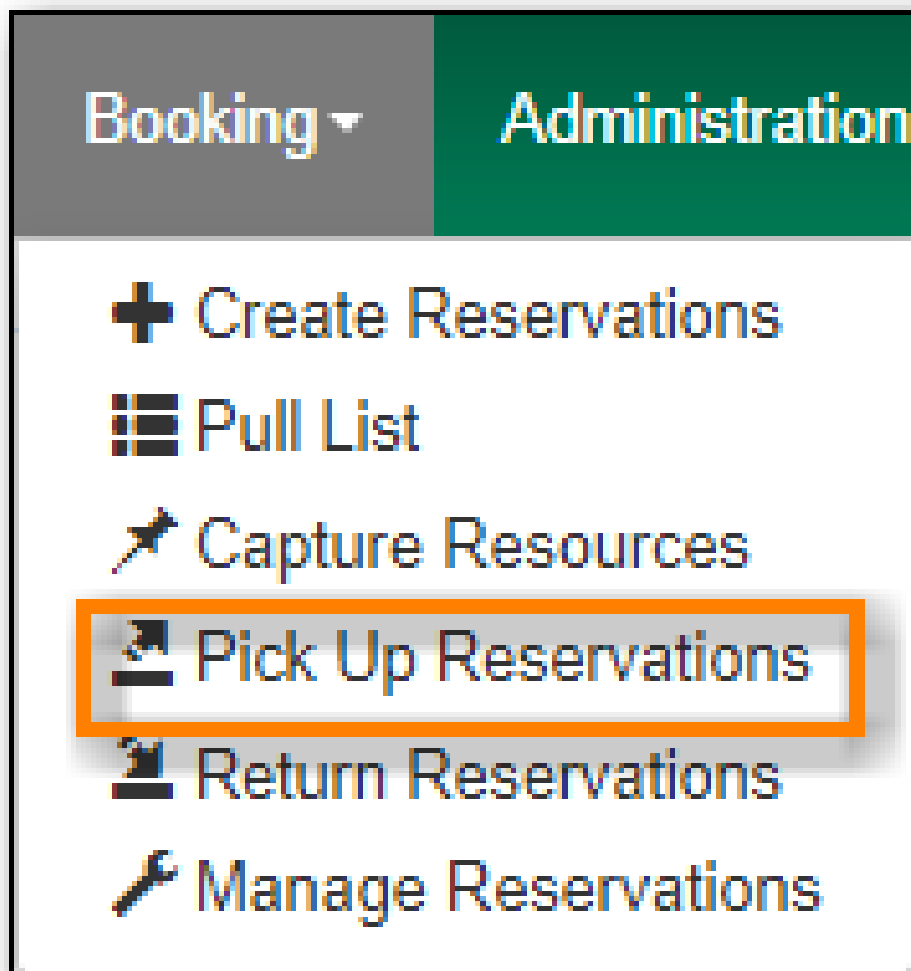 Booking Administration
Create Reservations
Pull List
Capture Resources
Pick Up Reservations
Return Reservations
Manage Reservations